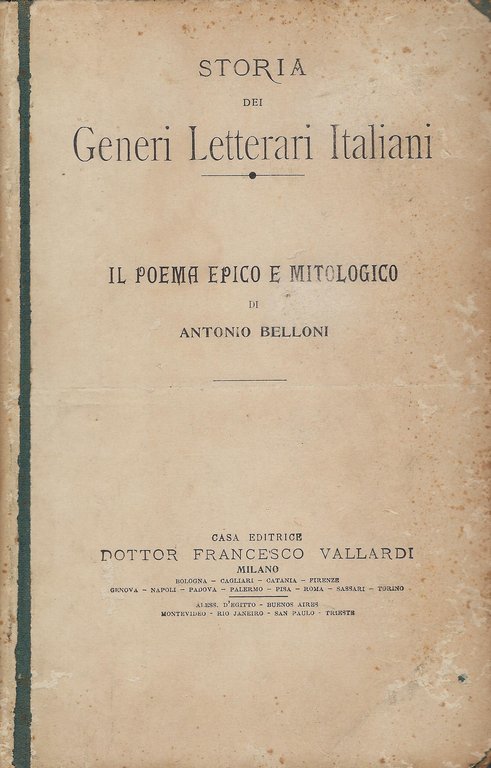 STORIA
DEI
Generi Letterari Italiani
IL POEMA EPICO E MITOLOGICO
DI
ANTONIO BELLONI
CASA EDITRICE
DOTTOR FRANCESCO VALLARDI
MILANO
BOLOGNA – CAGLIARI – CATANIA – FIRENZE
GENOVA – NAPOLI – PADOVA – PALERMO – PISA – ROMA – SASSARI – TORINO
ALESS. D'EGITTO – BUENOS AIRES
MONTEVIDEO – RIO JANEIRO – SAN PAULO – TRIESTE